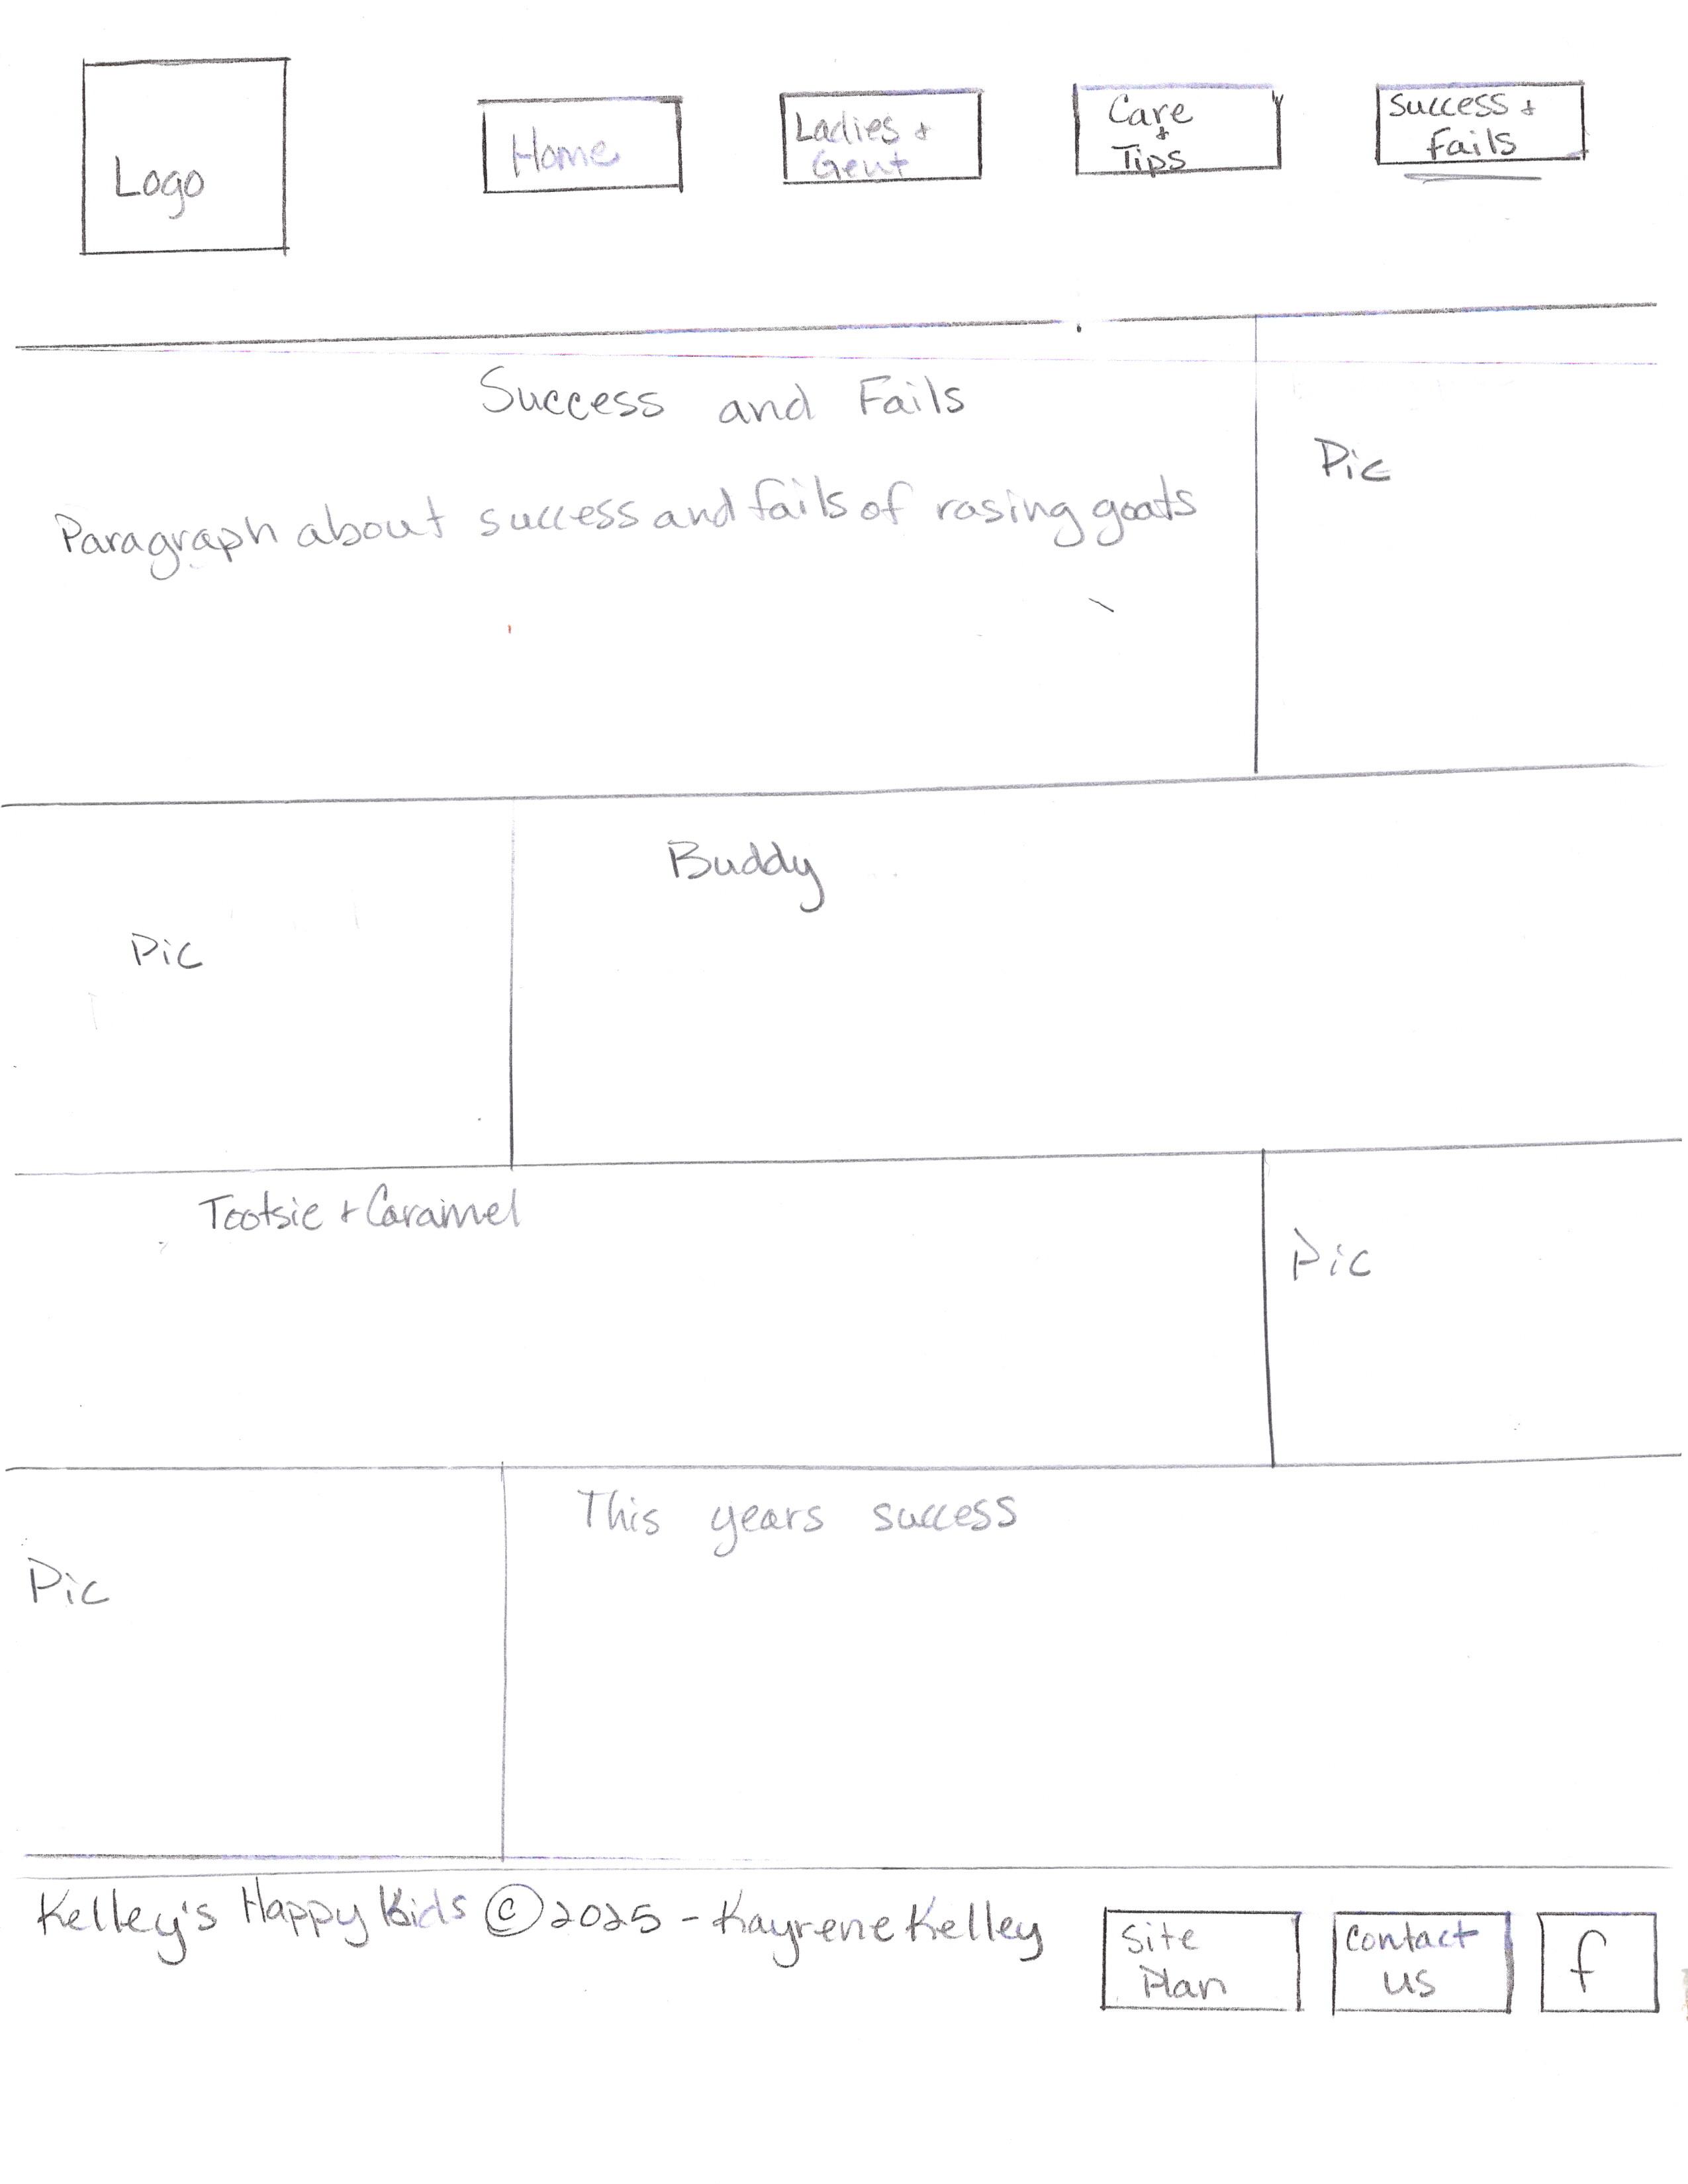 Logo
Home
Ladies +
Gent
Care
+
Tips
Success +
Fails
Success and Fails
Paragraph about success and fails of rasing goats
Pic
Pic
Buddy
Tootsie + Caramel
Pic
Pic
This years success
Kelley's Happy Kids © 2025 - Kayrene Kelley
Site
Plan
Contact
us
f